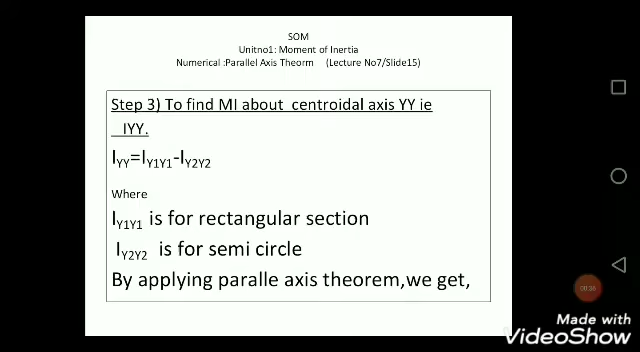 SOM
Unitno1: Moment of Inertia
Numerical :Parallel Axis Theorm (Lecture No7/Slide15)
Step 3) To find MI about centroidal axis YY ie
IYY.
IYY=IY1Y1-IY2Y2
Where
IY1Y1 is for rectangular section
IY2Y2 is for semi circle
By applying paralle axis theorem,we get,
00:36
Made with
VideoShow